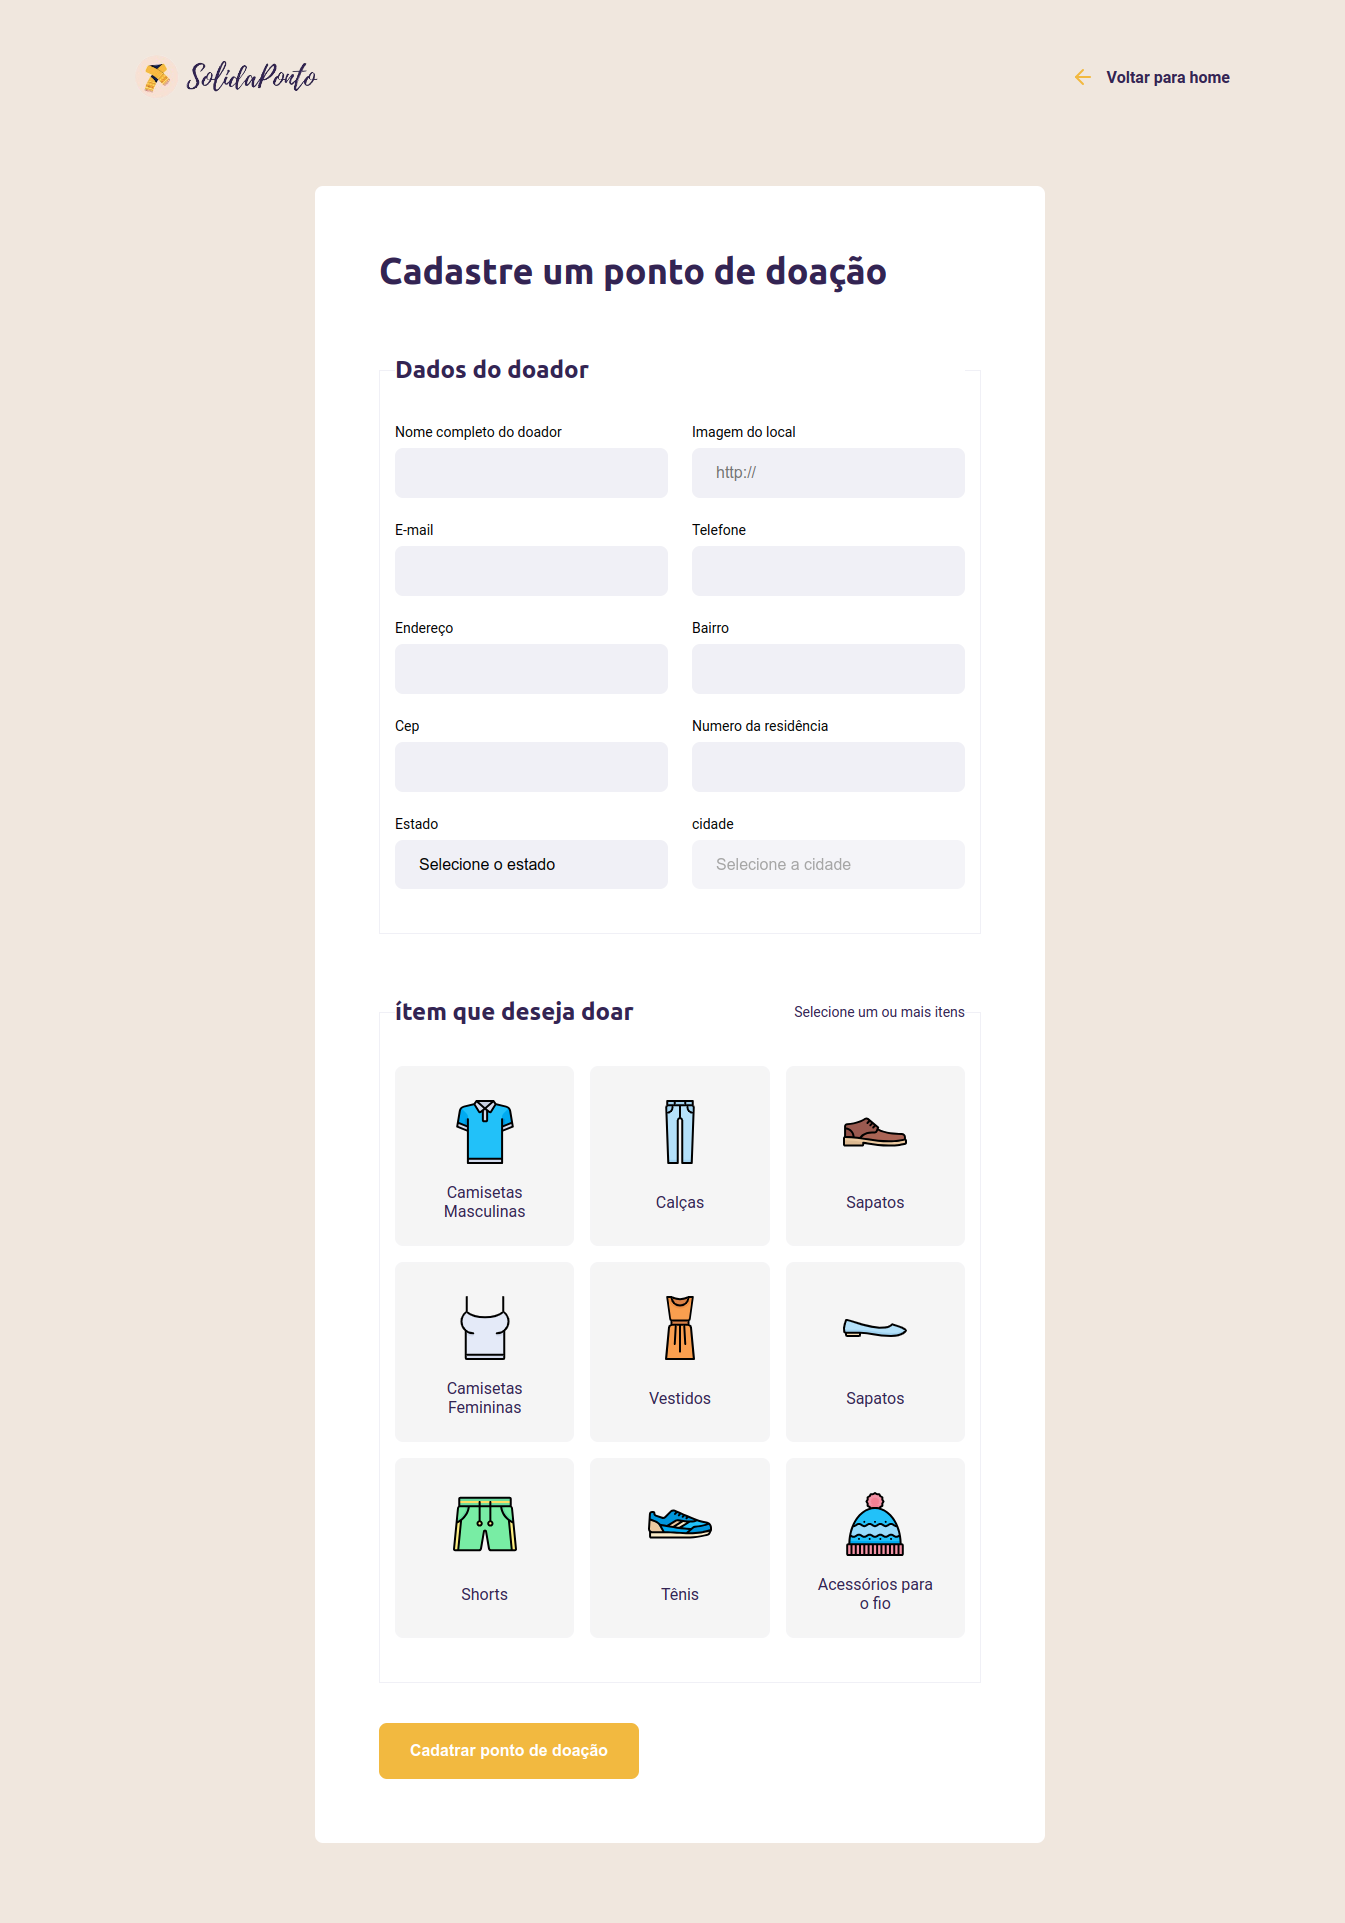 SolidaPonto
Voltar para home
Cadastre um ponto de doação
Dados do doador
Nome completo do doador
Imagem do local
http://
E-mail
Telefone
Endereço
Bairro
Cep
Numero da residência
Estado
cidade
Selecione o estado
Selecione a cidade
ítem que deseja doar
Selecione um ou mais itens
Camisetas
Masculinas
Calças
Sapatos
Camisetas
Femininas
Vestidos
Sapatos
Shorts
Tênis
Acessórios para
o fio
Cadatrar ponto de doação